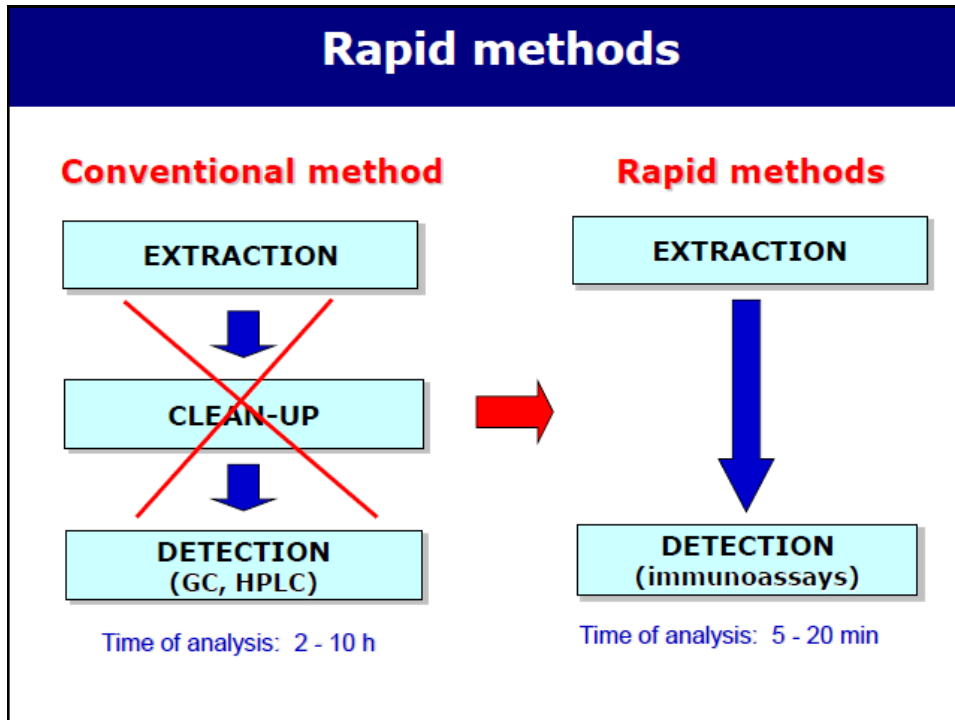 Rapid methods
Conventional method
EXTRACTION
CLEAN-UP
DETECTION
(GC, HPLC)
Time of analysis: 2 - 10 h
Rapid methods
EXTRACTION
DETECTION
(immunoassays)
Time of analysis: 5 - 20 min